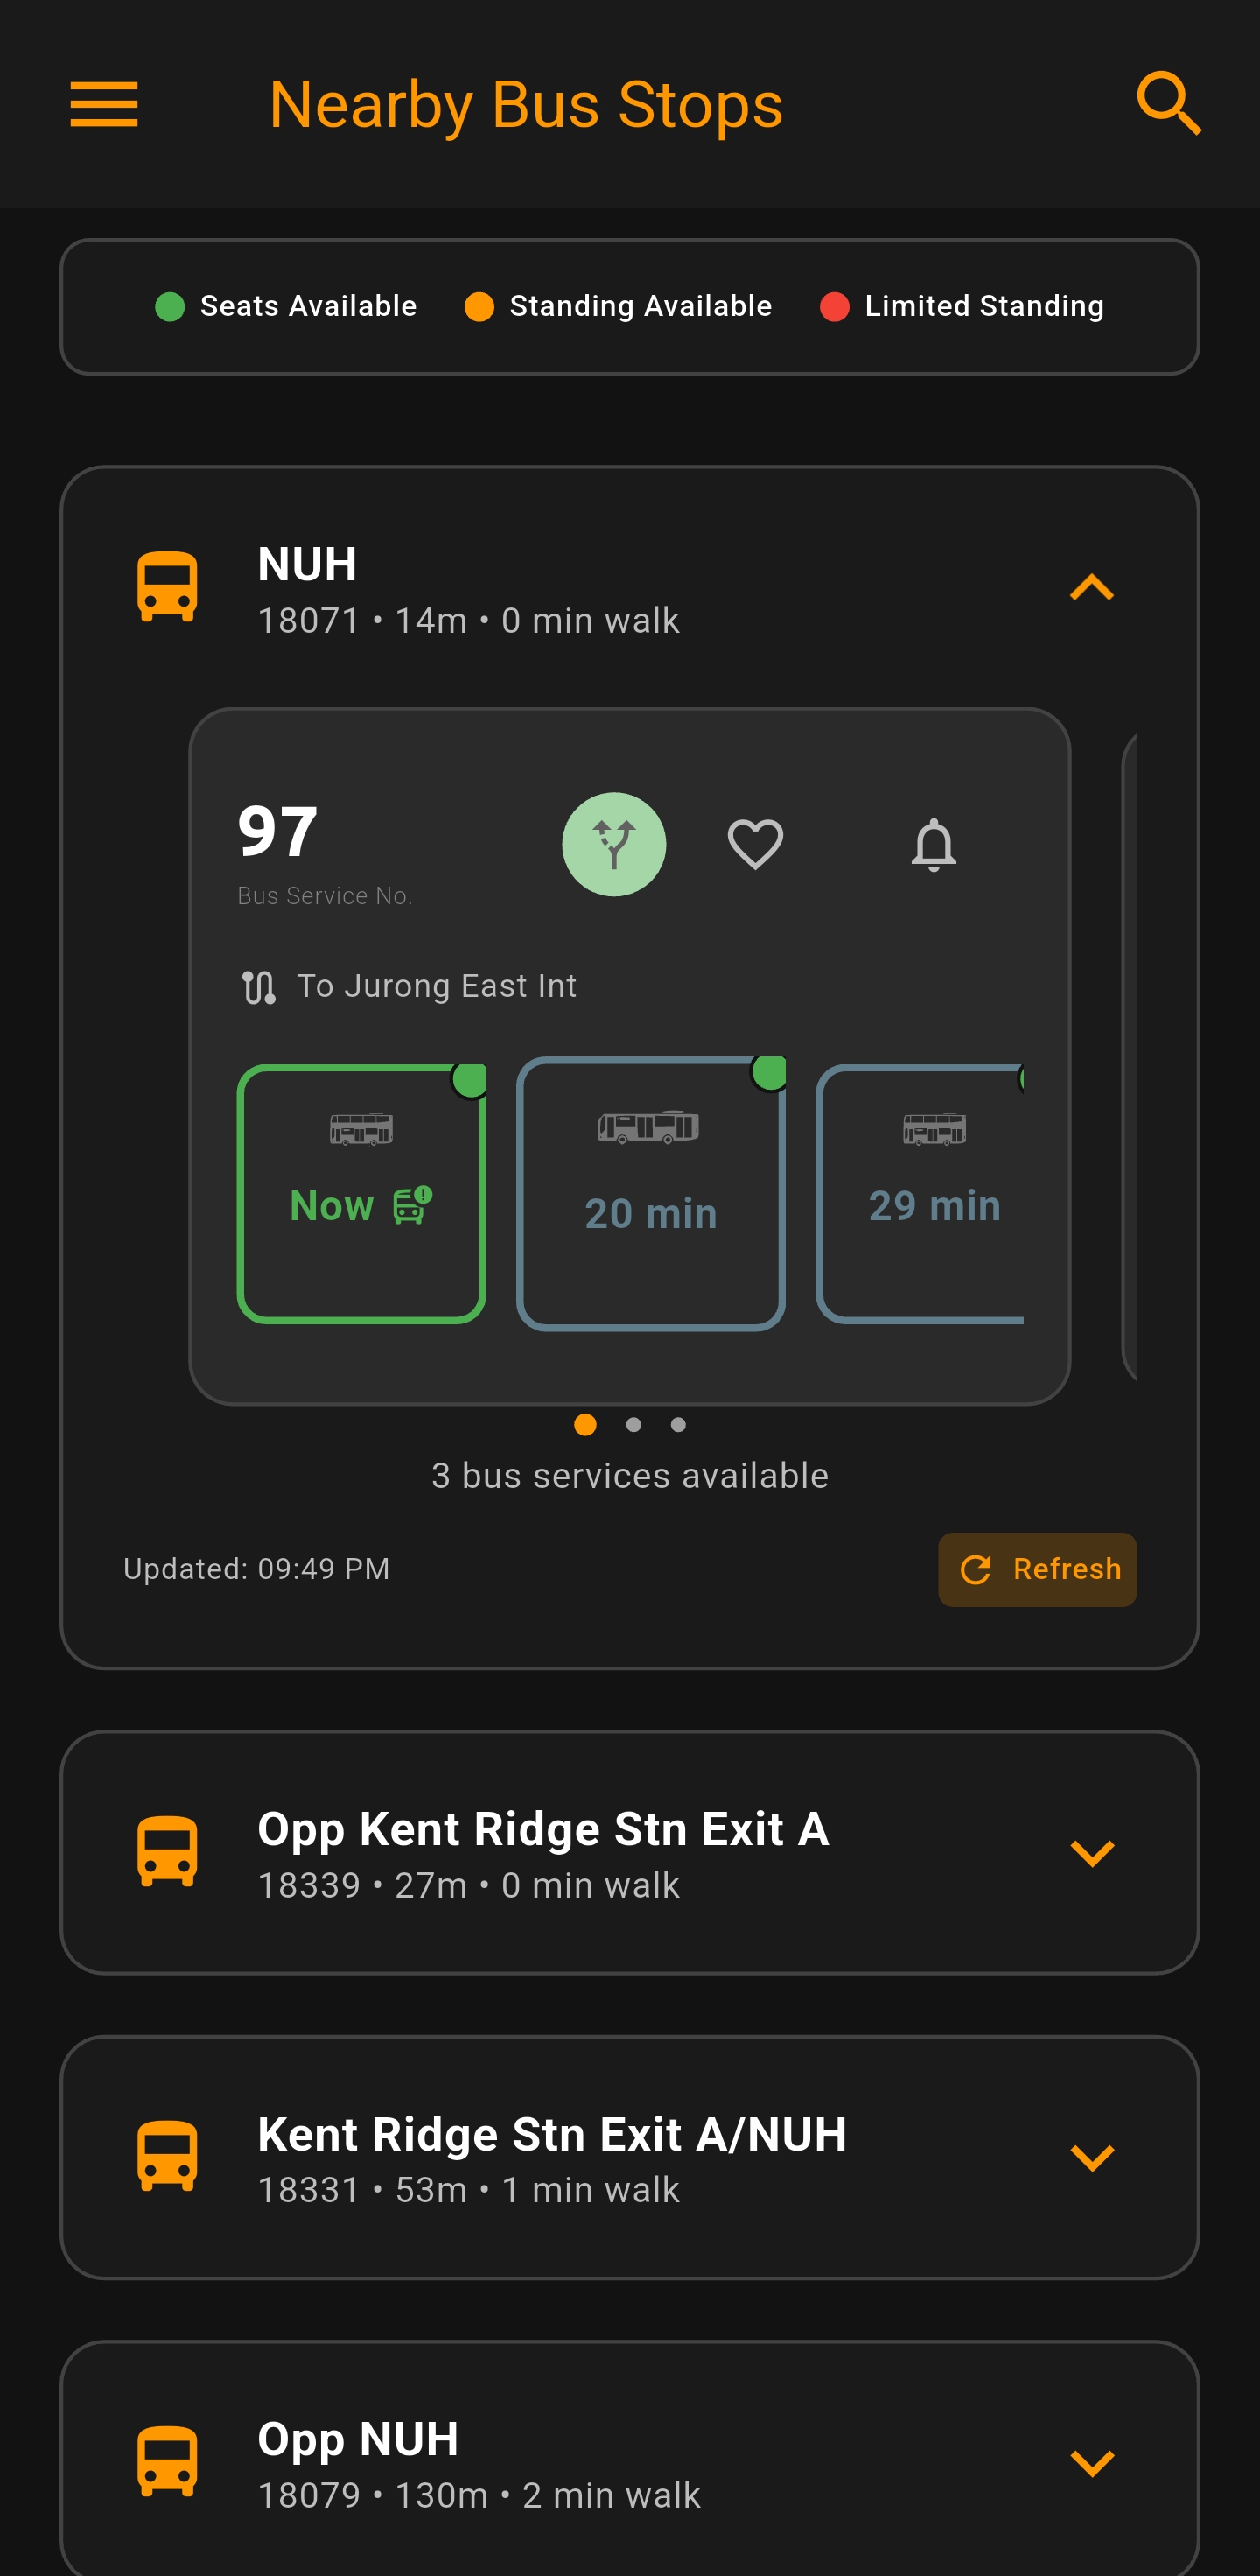 Nearby Bus Stops
Seats Available Standing Available Limited Standing
NUH
18071 • 14m • 0 min walk
97
Bus Service No.
To Jurong East Int
Now 20 min 29 min
3 bus services available
Updated: 09:49 PM Refresh
Opp Kent Ridge Stn Exit A
18339 • 27m • 0 min walk
Kent Ridge Stn Exit A/NUH
18331 • 53m • 1 min walk
Opp NUH
18079 • 130m • 2 min walk